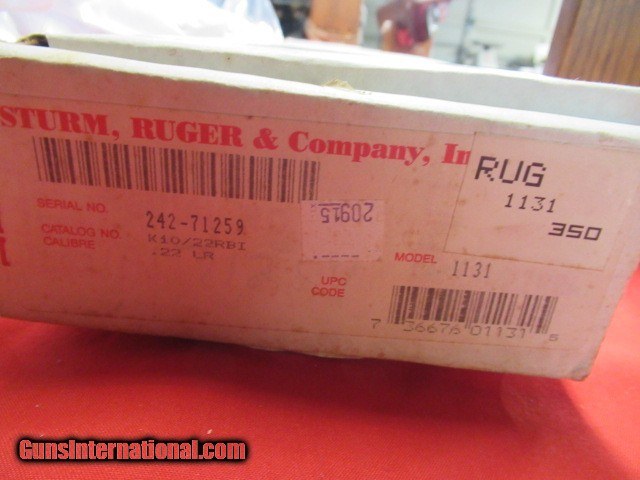 STURM, RUGER & Company, In
RUG
1131
350
SERIAL NO.
242-71259
CATALOG NO.
K10/22RBI
CALIBRE
.22 LR
20915
MODEL
1131
UPC
CODE
7 36676 01131 6
GunsInternational.com